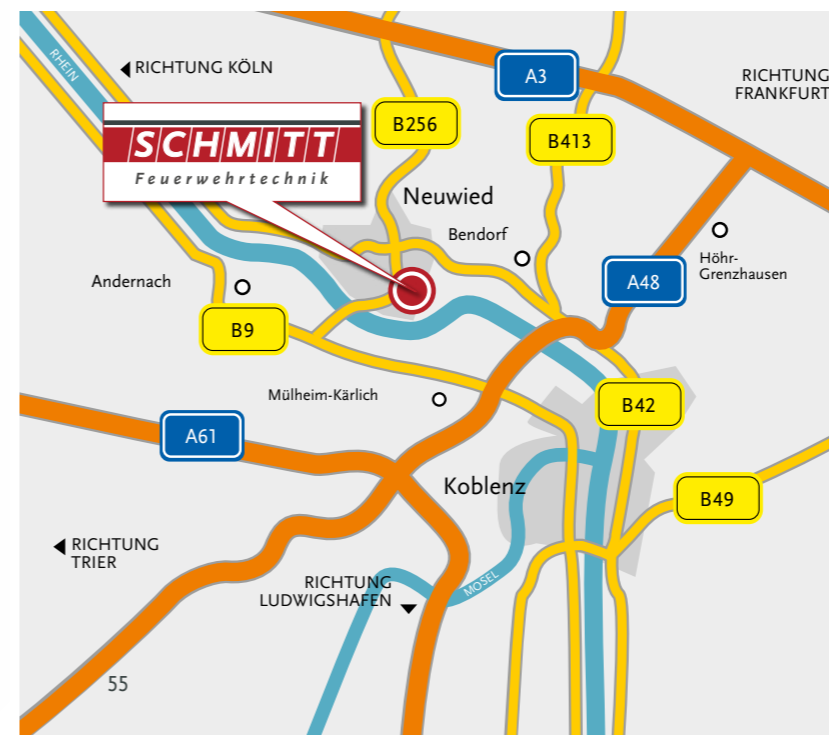 RHEIN
RICHTUNG KÖLN
A3
RICHTUNG
FRANKFURT
SCHMITT
Feuerwehrtechnik
B256
B413
Neuwied
Bendorf
Höhr-
Grenzhausen
Andernach
A48
B9
Mülheim-Kärlich
B42
A61
Koblenz
B49
RICHTUNG
TRIER
RICHTUNG
LUDWIGSHAFEN
MOSEL
55